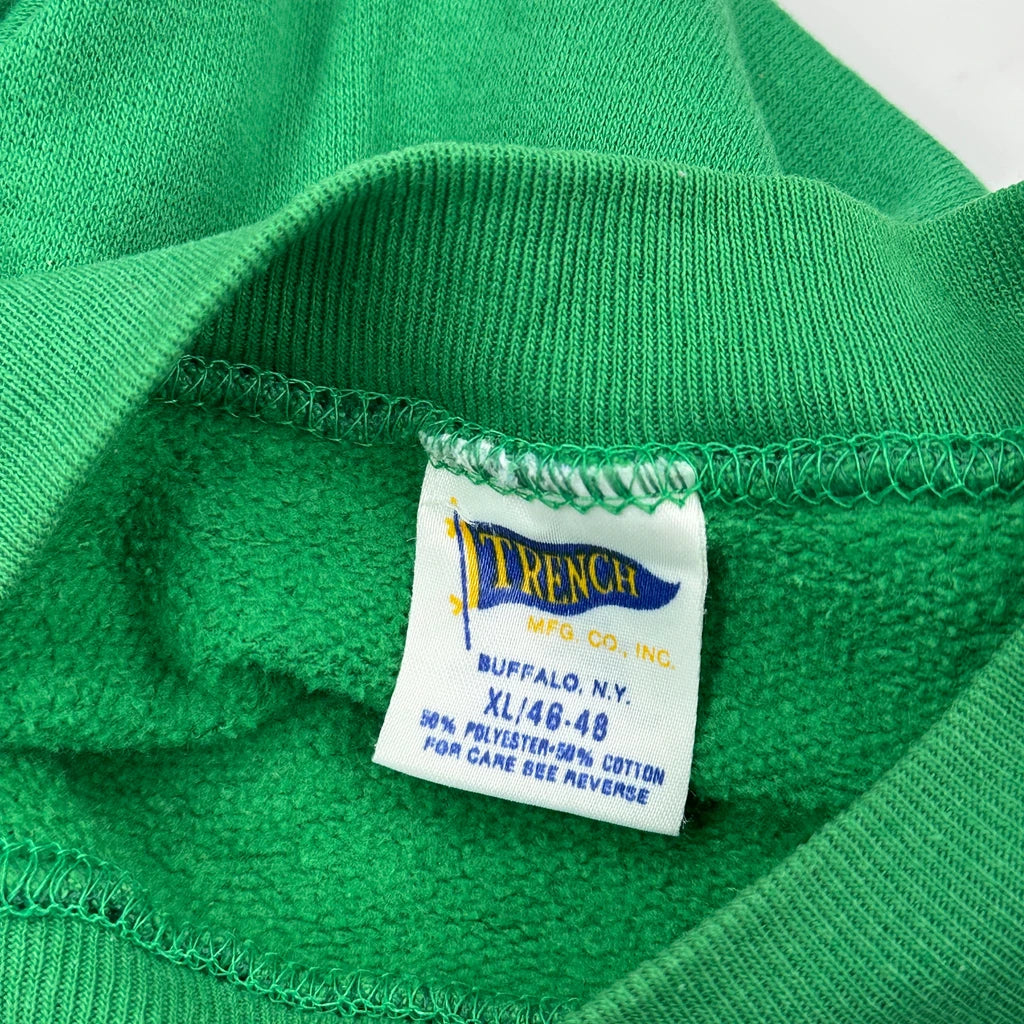 TRENCH
MFG. CO., INC.
BUFFALO, N.Y.
XL/46-48
50% POLYESTER·50% COTTON
FOR CARE SEE REVERSE